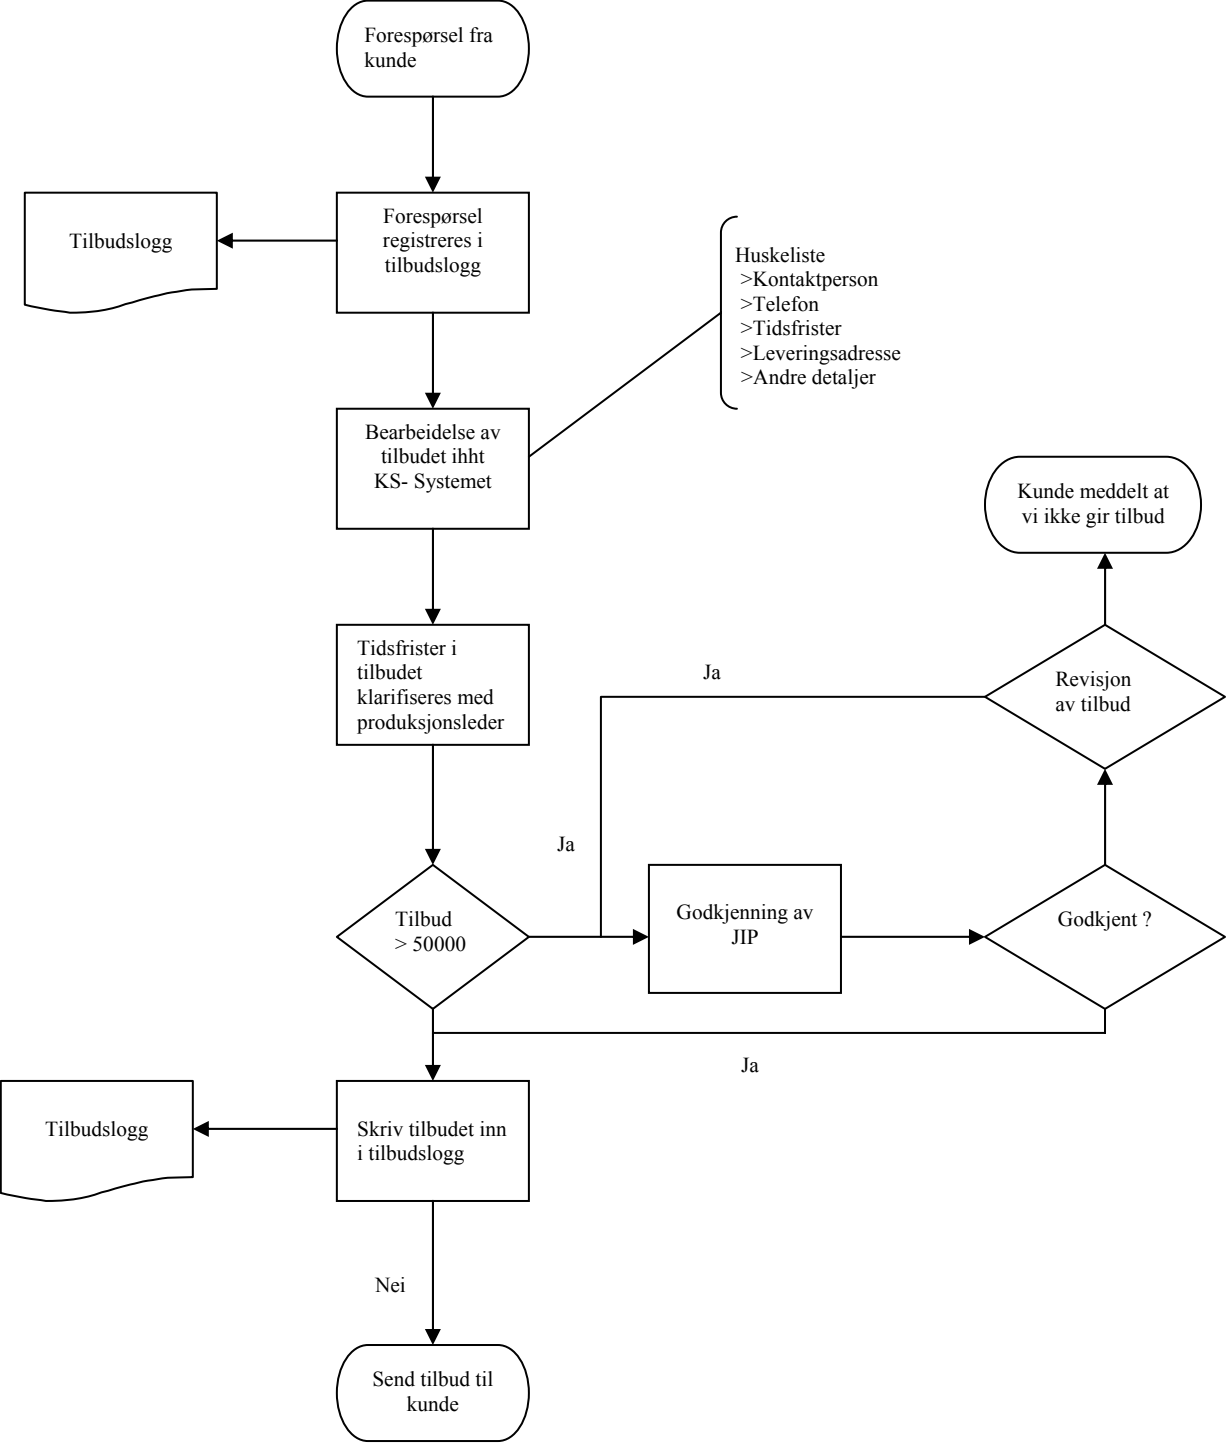 Forespørsel fra
kunde
Tilbudslogg
Forespørsel
registreres i
tilbudslogg
Huskeliste
>Kontaktperson
>Telefon
>Tidsfrister
>Leveringsadresse
>Andre detaljer
Bearbeidelse av
tilbudet ihht
KS- Systemet
Kunde meddelt at
vi ikke gir tilbud
Tidsfrister i
tilbudet
klarifiseres med
produksjonsleder
Ja
Revisjon
av tilbud
Ja
Tilbud
> 50000
Godkjenning av
JIP
Godkjent ?
Ja
Tilbudslogg
Skriv tilbudet inn
i tilbudslogg
Nei
Send tilbud til
kunde